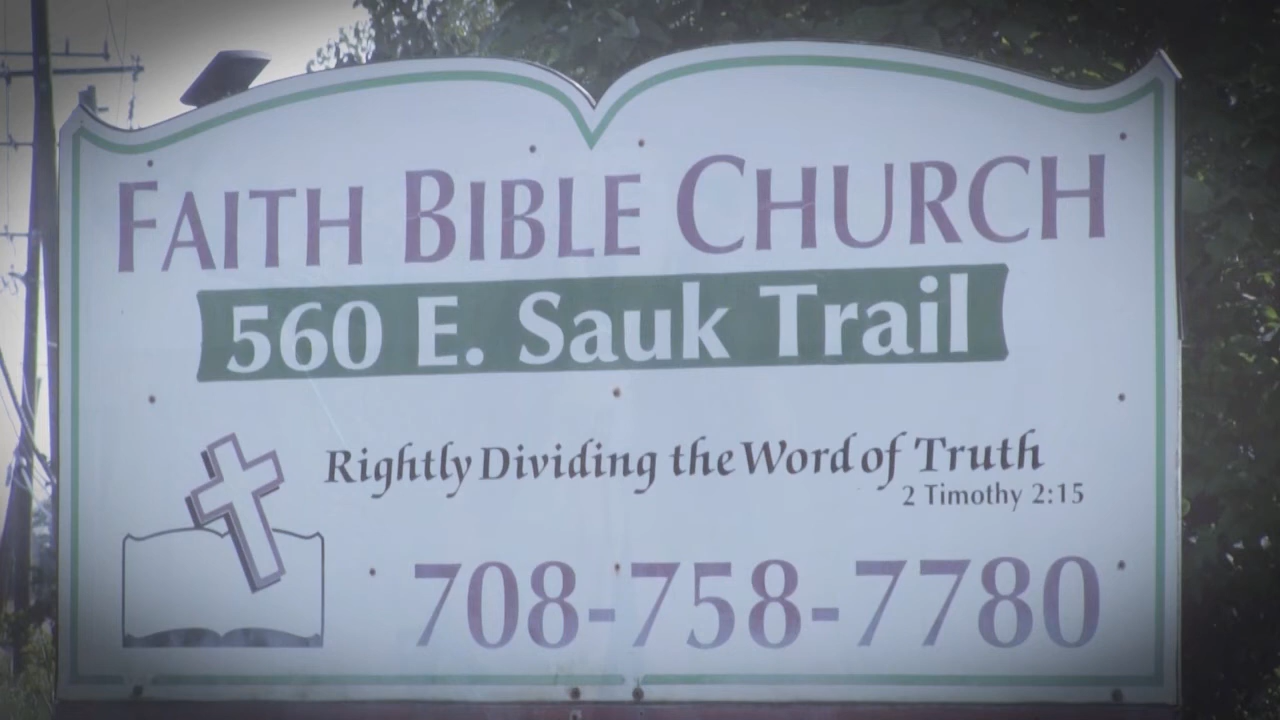 FAITH BIBLE CHURCH
560 E. Sauk Trail
Rightly Dividing the Word of Truth
2 Timothy 2:15
708-758-7780